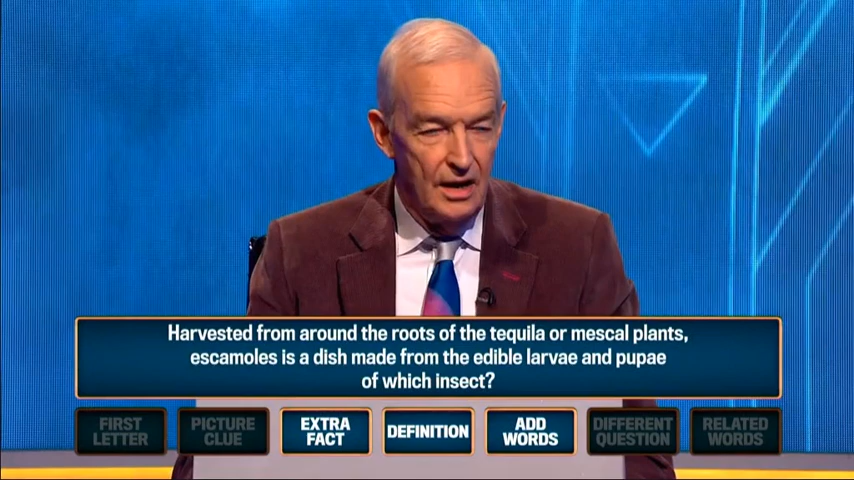 Harvested from around the roots of the tequila or mescal plants,
escamoles is a dish made from the edible larvae and pupae
of which insect?
FIRST
LETTER
PICTURE
CLUE
EXTRA
FACT
DEFINITION
ADD
WORDS
DIFFERENT
QUESTION
RELATED
WORDS